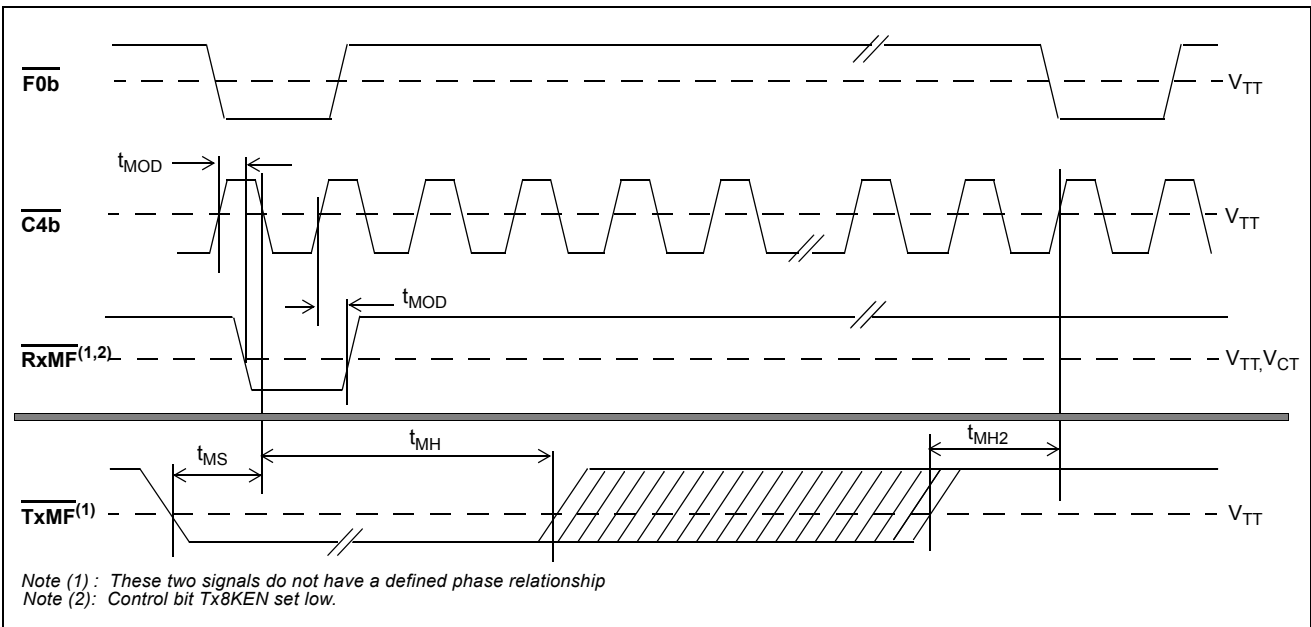 F0b
VTT
tMOD
C4b
VTT
tMOD
RxMF(1,2)
VTT,VCT
tMS
tMH
tMH2
TxMF(1)
VTT
Note (1) : These two signals do not have a defined phase relationship
Note (2): Control bit Tx8KEN set low.